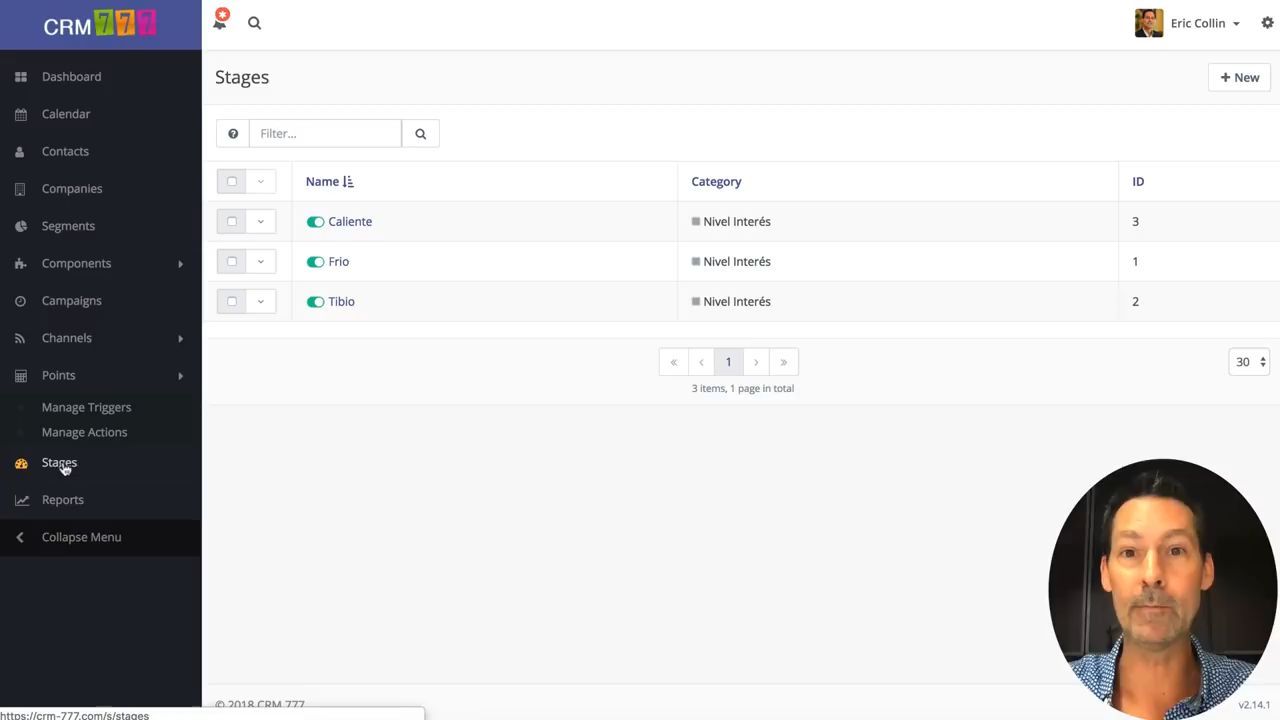 CRM 777
Eric Collin
Dashboard
Calendar
Contacts
Companies
Segments
Components
Campaigns
Channels
Points
Manage Triggers
Manage Actions
Stages
Reports
Collapse Menu
Stages
+ New
Filter...
Name
Category
ID
Caliente
Nivel Interés
3
Frio
Nivel Interés
1
Tibio
Nivel Interés
2
« ‹ 1 › »
30
3 items, 1 page in total
© 2018 CRM 777
v2.14.1
https://crm-777.com/s/stages